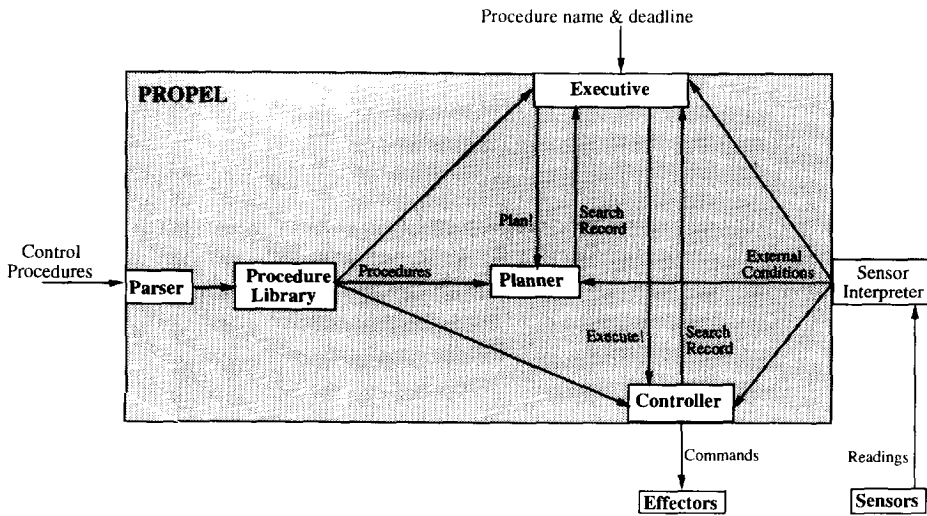 Procedure name & deadline
PROPEL
Executive
Plan!
Search
Record
Control
Procedures
Parser
Procedure
Library
Procedures
Planner
External
Conditions
Sensor
Interpreter
Execute!
Search
Record
Controller
Commands
Readings
Effectors
Sensors